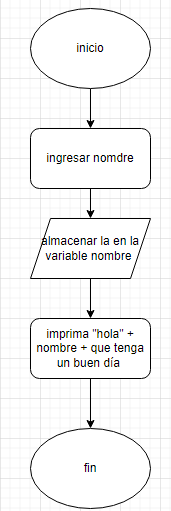 inicio
ingresar nomdre
almacenar la en la
variable nombre
imprima "hola" +
nombre + que tenga
un buen día
fin